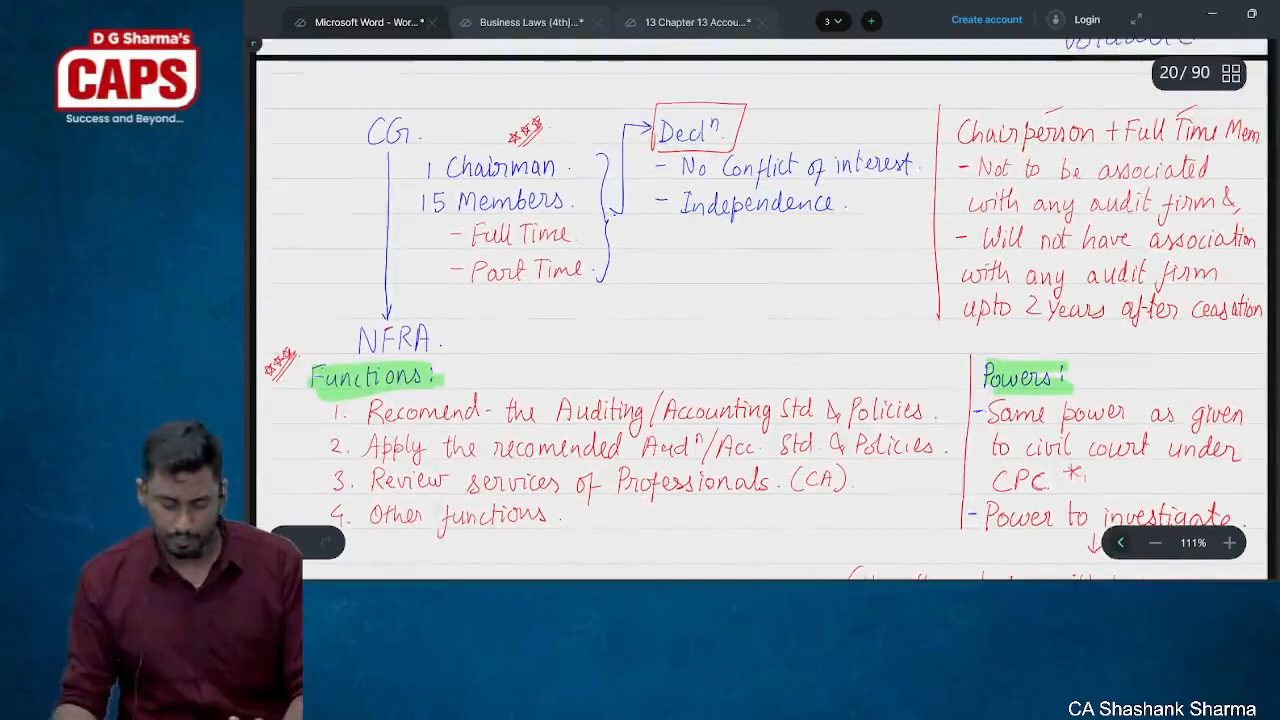 Microsoft Word - Wor...*
Business Laws (4th]...*
13 Chapter 13 Accou...*
3
Create account
Login
D G Sharma's
CAPS
Success and Beyond...
20 / 90
CG.
1 Chairman.
15 Members.
- Full Time.
- Part Time.
NFRA.
Decl^n.
- No Conflict of interest.
- Independence.
Chairperson + Full Time Mem
- Not to be associated
with any audit firm &,
- Will not have association
with any audit firm
upto 2 Years after ceasation
Functions:
1. Recomend - the Auditing/Accounting Std & Policies.
2. Apply the recomended Aud^n/Acc. Std. & Policies.
3. Review services of Professionals. (CA).
4. Other functions.
Powers:
- Same power as given
to civil court under
CPC. *1
- Power to investigate.
111%
CA Shashank Sharma